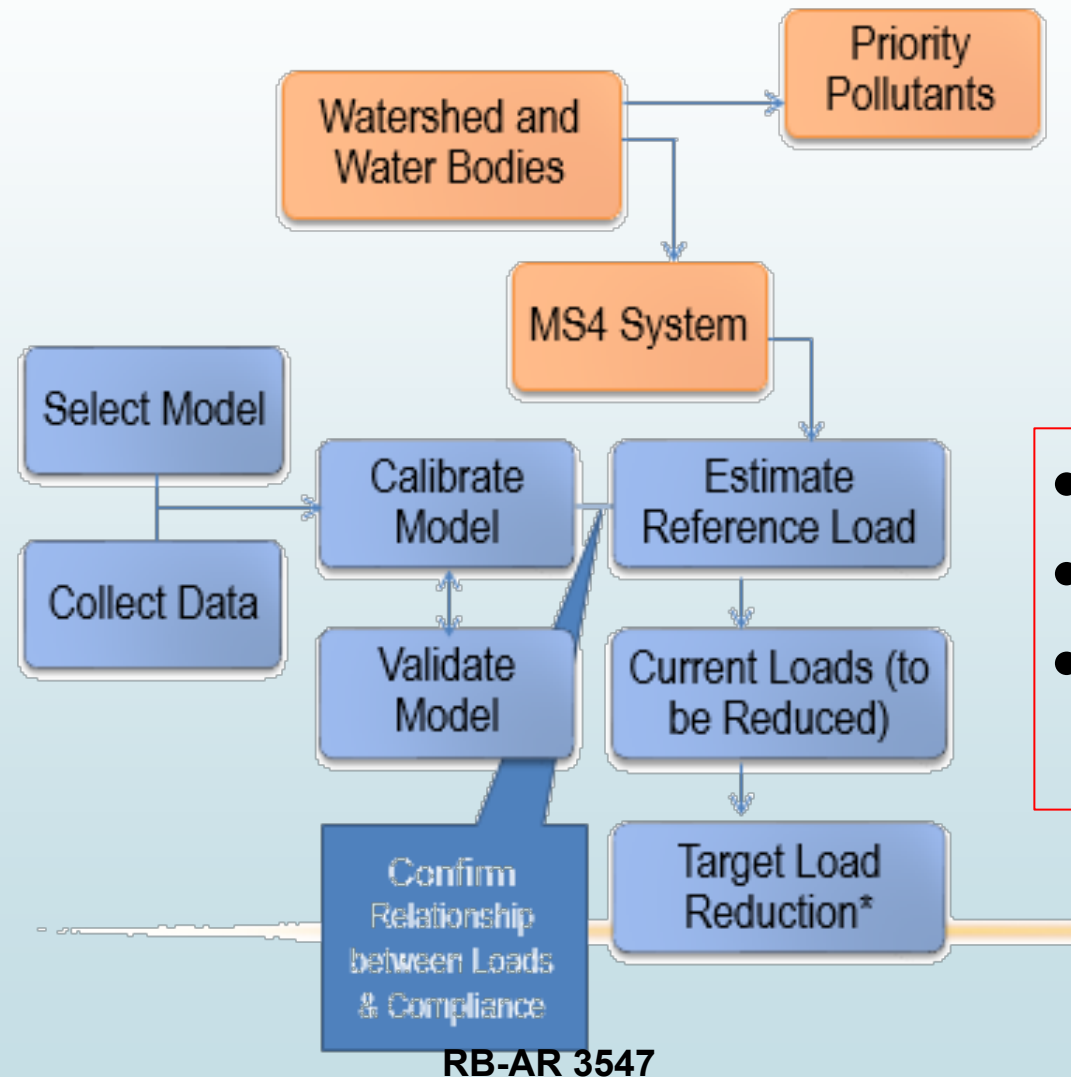 Priority
Pollutants
Watershed and
Water Bodies
MS4 System
Select Model
Collect Data
Calibrate
Model
Validate
Model
Estimate
Reference Load
Current Loads (to
be Reduced)
Target Load
Reduction*
Confirm
Relationship
between Loads
& Compliance
RB-AR 3547